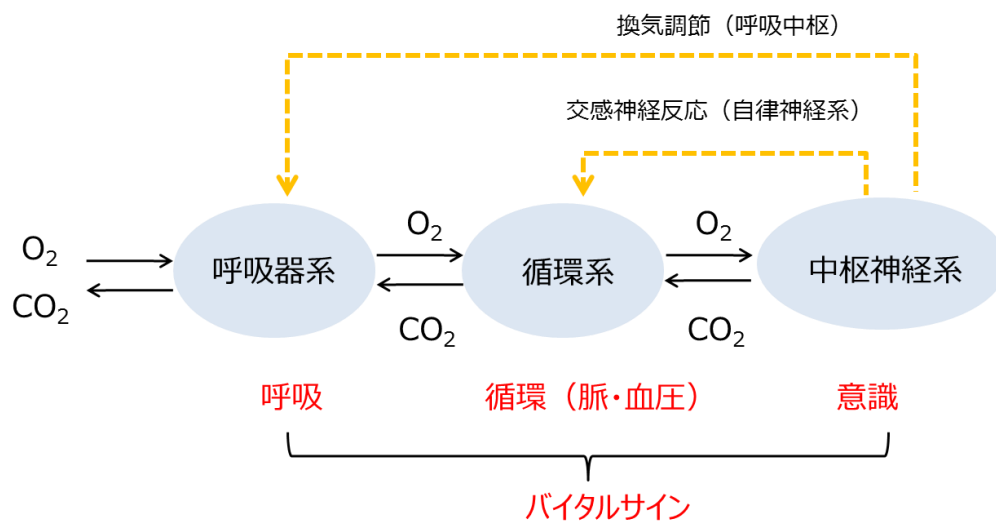 換気調節（呼吸中枢）
交感神経反応（自律神経系）
O₂
CO₂
呼吸器系
O₂
CO₂
循環系
O₂
CO₂
中枢神経系
呼吸
循環（脈・血圧）
意識
バイタルサイン